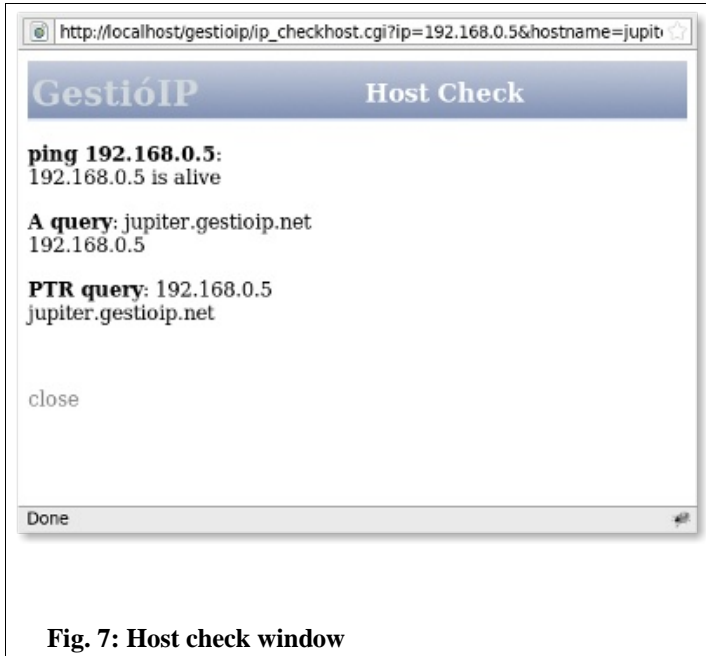 http://localhost/gestioip/ip_checkhost.cgi?ip=192.168.0.5&hostname=jupit
GestióIP Host Check
ping 192.168.0.5:
192.168.0.5 is alive
A query: jupiter.gestioip.net
192.168.0.5
PTR query: 192.168.0.5
jupiter.gestioip.net
close
Done
Fig. 7: Host check window